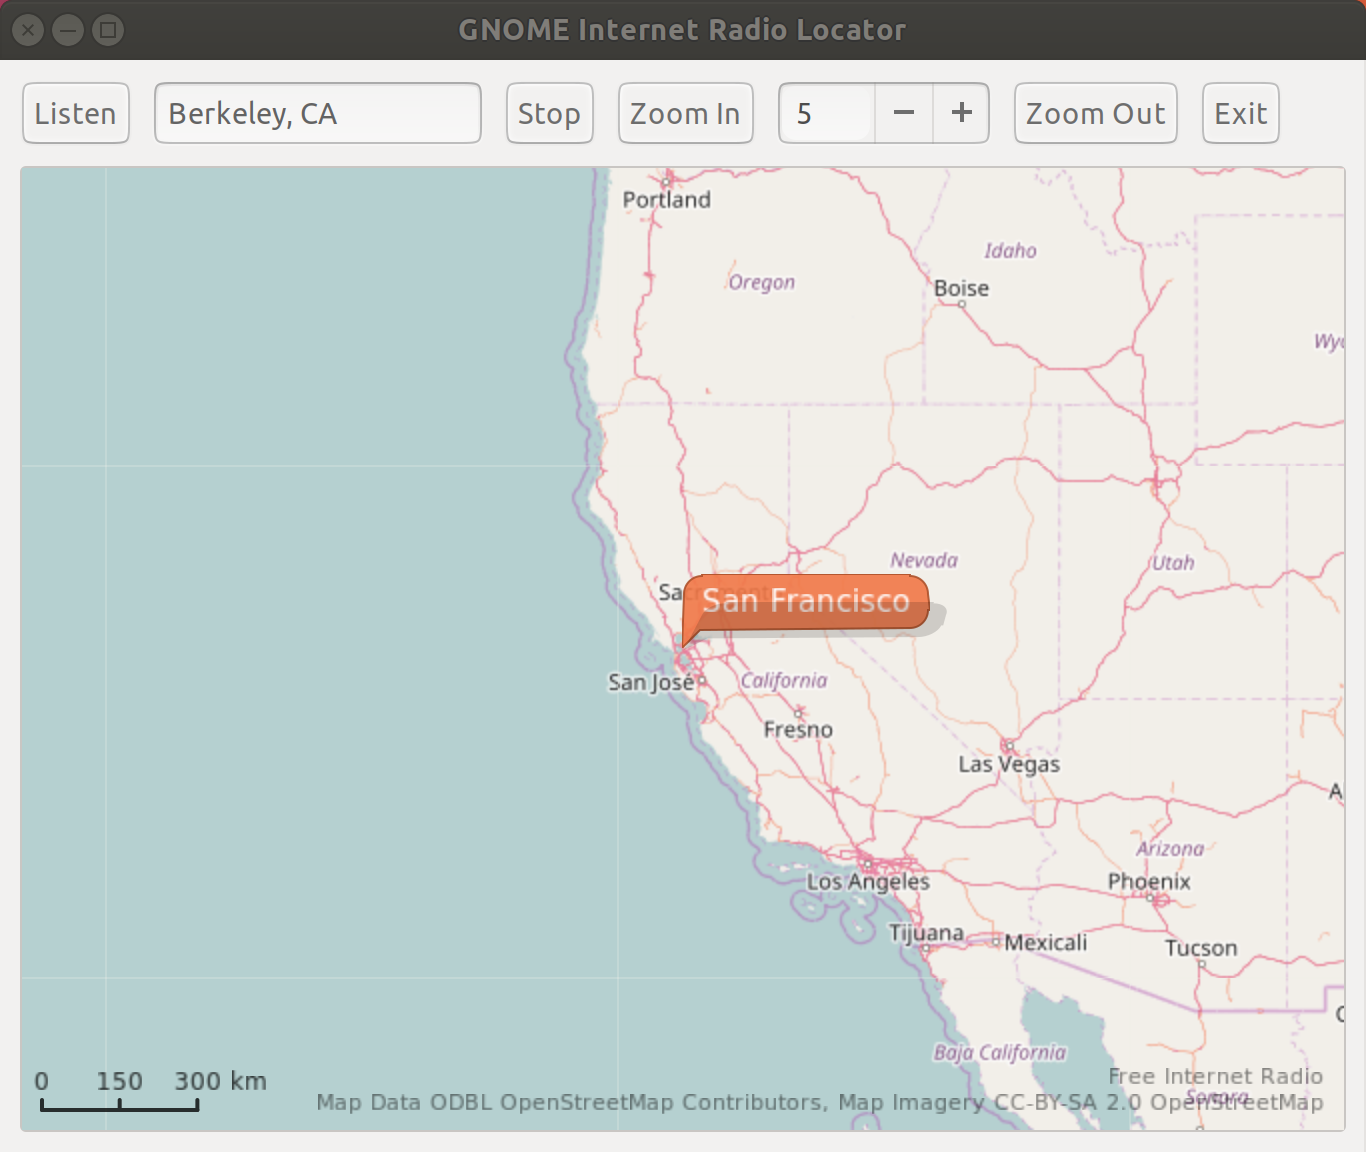 GNOME Internet Radio Locator
Listen
Berkeley, CA
Stop
Zoom In
5
Zoom Out
Exit
Portland
Idaho
Oregon
Boise
Nevada
Utah
San Francisco
San José
California
Fresno
Las Vegas
Arizona
Los Angeles
Phoenix
Tijuana
Mexicali
Tucson
Baja California
0 150 300 km
Free Internet Radio
Map Data ODBL OpenStreetMap Contributors, Map Imagery CC-BY-SA 2.0 OpenStreetMap
Sonora